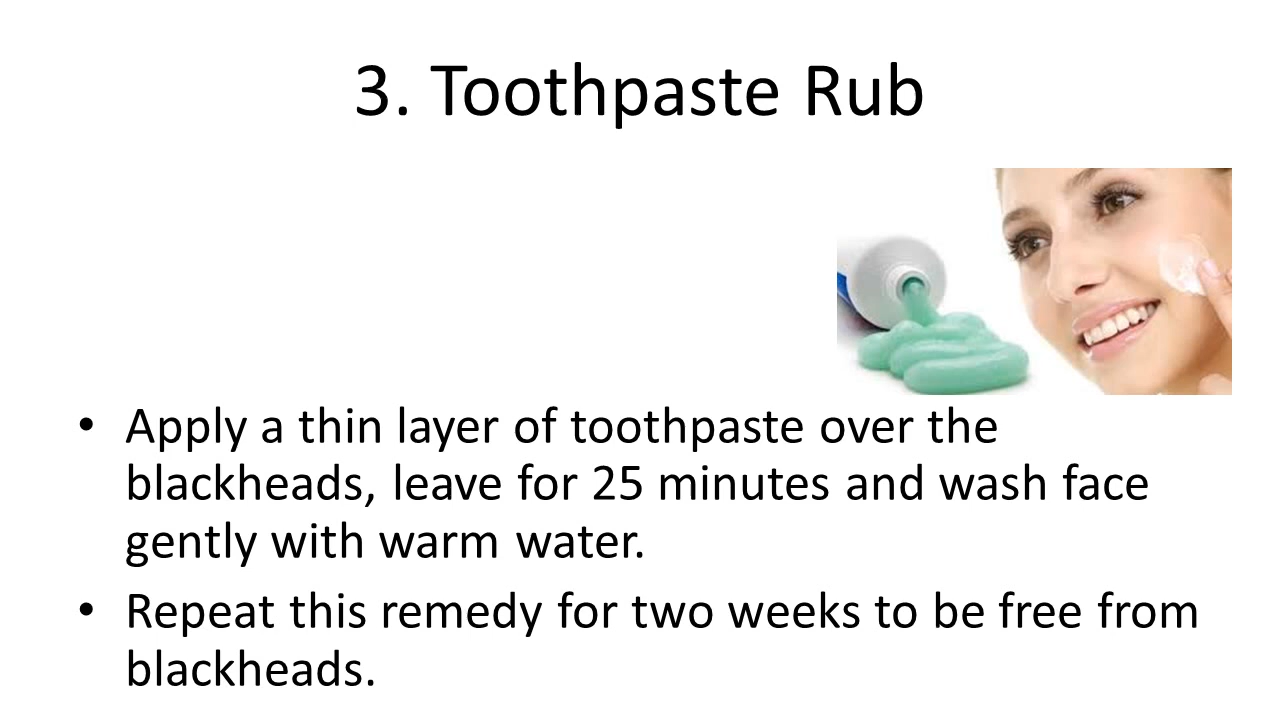 3. Toothpaste Rub
• Apply a thin layer of toothpaste over the
blackheads, leave for 25 minutes and wash face
gently with warm water.
• Repeat this remedy for two weeks to be free from
blackheads.